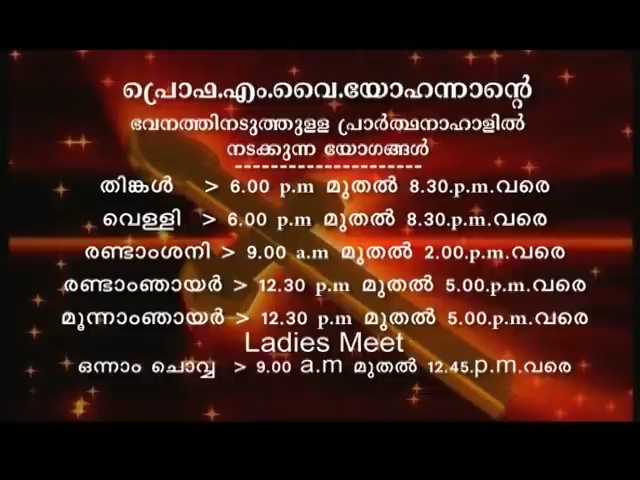 പ്രൊഫ.എം.വൈ.യോഹന്നാന്റെ
ഭവനത്തിനടുത്തുളള പ്രാർത്ഥനാഹാളിൽ
നടക്കുന്ന യോഗങ്ങൾ
--------------------
തിങ്കൾ > 6.00 p.m മുതൽ 8.30.p.m.വരെ
വെള്ളി > 6.00 p.m മുതൽ 8.30.p.m.വരെ
രണ്ടാംശനി > 9.00 a.m മുതൽ 2.00.p.m.വരെ
രണ്ടാംഞായർ > 12.30 p.m മുതൽ 5.00.p.m.വരെ
മൂന്നാംഞായർ > 12.30 p.m മുതൽ 5.00.p.m.വരെ
Ladies Meet
ഒന്നാം ചൊവ്വ > 9.00 a.m മുതൽ 12.45.p.m.വരെ